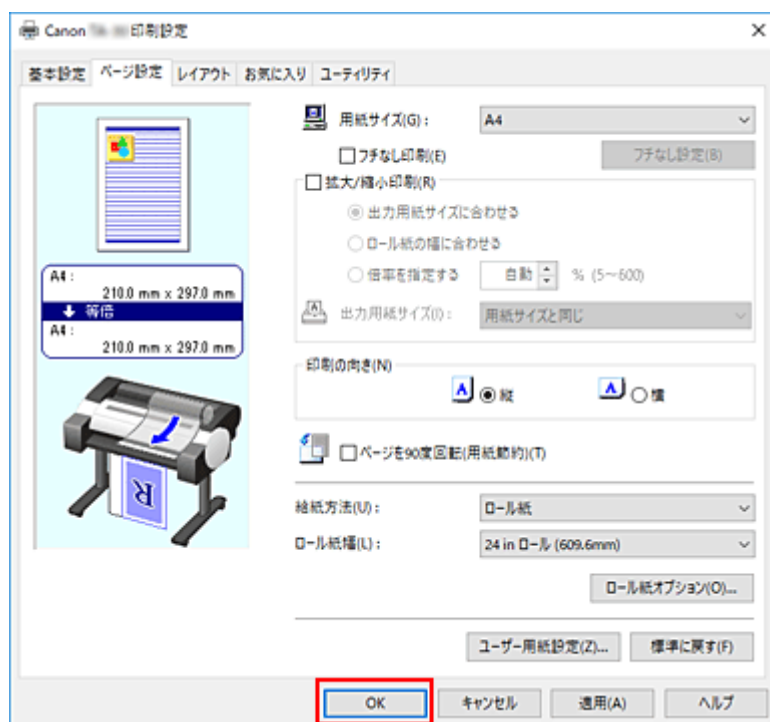 Canon 印刷設定
基本設定 ページ設定 レイアウト お気に入り ユーティリティ
用紙サイズ(G): A4
フチなし印刷(E) フチなし設定(B)
拡大/縮小印刷(R)
出力用紙サイズに合わせる
ロール紙の幅に合わせる
倍率を指定する 自動 % (5～600)
出力用紙サイズ(I): 用紙サイズと同じ
A4:
210.0 mm x 297.0 mm
等倍
A4:
210.0 mm x 297.0 mm
印刷の向き(N)
A 縦 A 横
ページを90度回転(用紙節約)(T)
R
給紙方法(U): ロール紙
ロール紙幅(L): 24 in ロール (609.6mm)
ロール紙オプション(O)...
ユーザー用紙設定(Z)... 標準に戻す(F)
OK キャンセル 適用(A) ヘルプ